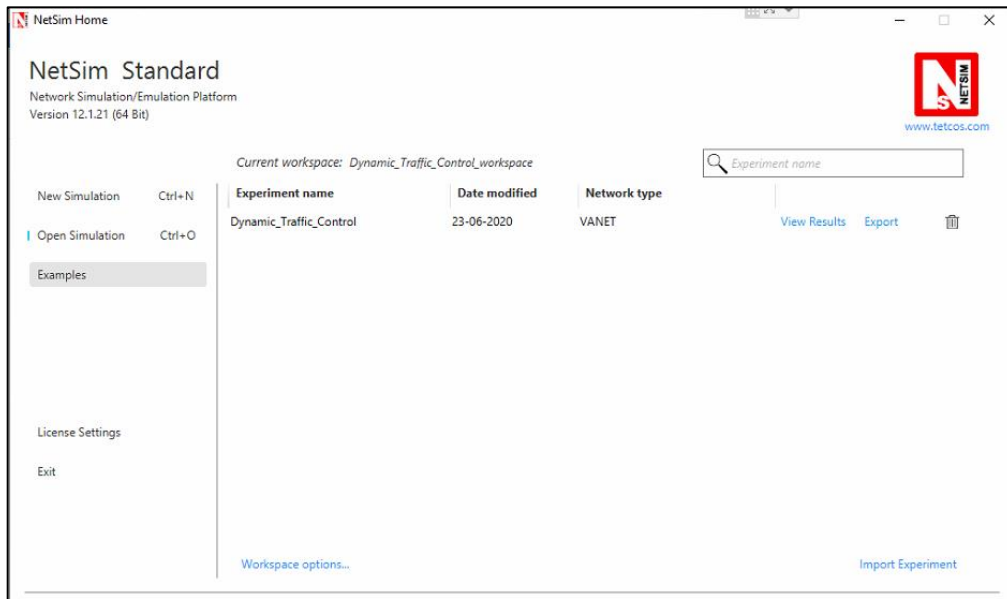 NetSim Home
NetSim Standard
Network Simulation/Emulation Platform
Version 12.1.21 (64 Bit)
NS NETSIM
www.tetcos.com
Current workspace: Dynamic_Traffic_Control_workspace
Experiment name
New Simulation Ctrl+N
Experiment name Date modified Network type
Dynamic_Traffic_Control 23-06-2020 VANET View Results Export
Open Simulation Ctrl+O
Examples
License Settings
Exit
Workspace options... Import Experiment